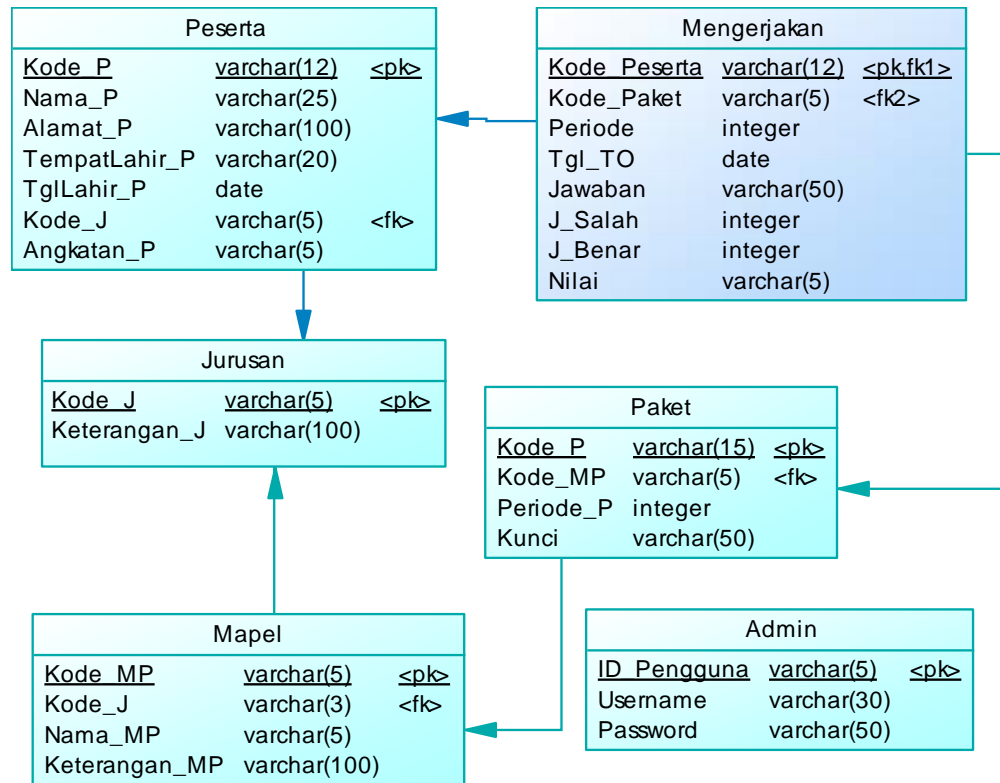 Peserta
Kode_P varchar(12) <pk>
Nama_P varchar(25)
Alamat_P varchar(100)
TempatLahir_P varchar(20)
TglLahir_P date
Kode_J varchar(5) <fk>
Angkatan_P varchar(5)
Mengerjakan
Kode_Peserta varchar(12) <pk,fk1>
Kode_Paket varchar(5) <fk2>
Periode integer
Tgl_TO date
Jawaban varchar(50)
J_Salah integer
J_Benar integer
Nilai varchar(5)
Jurusan
Kode_J varchar(5) <pk>
Keterangan_J varchar(100)
Paket
Kode_P varchar(15) <pk>
Kode_MP varchar(5) <fk>
Periode_P integer
Kunci varchar(50)
Mapel
Kode_MP varchar(5) <pk>
Kode_J varchar(3) <fk>
Nama_MP varchar(5)
Keterangan_MP varchar(100)
Admin
ID_Pengguna varchar(5) <pk>
Username varchar(30)
Password varchar(50)